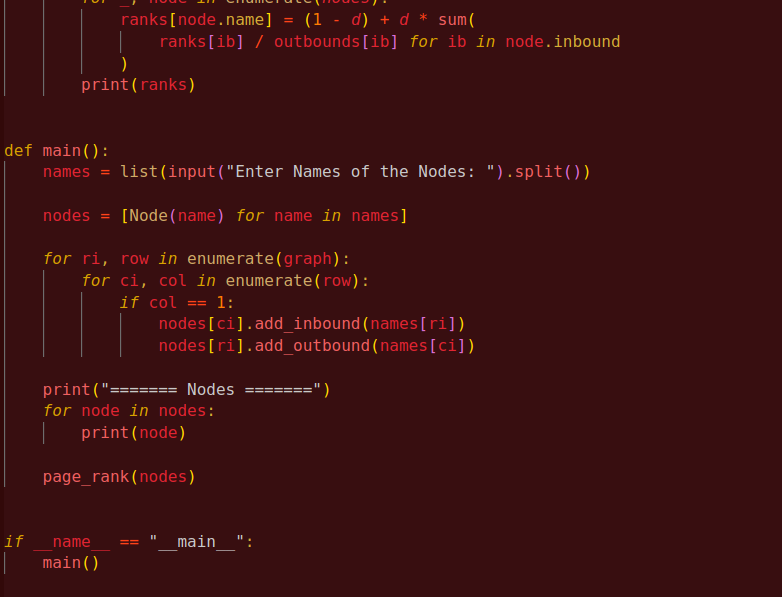 for _, node in enumerate(nodes):
            ranks[node.name] = (1 - d) + d * sum(
                ranks[ib] / outbounds[ib] for ib in node.inbound
            )
        print(ranks)


def main():
    names = list(input("Enter Names of the Nodes: ").split())

    nodes = [Node(name) for name in names]

    for ri, row in enumerate(graph):
        for ci, col in enumerate(row):
            if col == 1:
                nodes[ci].add_inbound(names[ri])
                nodes[ri].add_outbound(names[ci])

    print("======= Nodes =======")
    for node in nodes:
        print(node)

    page_rank(nodes)


if __name__ == "__main__":
    main()